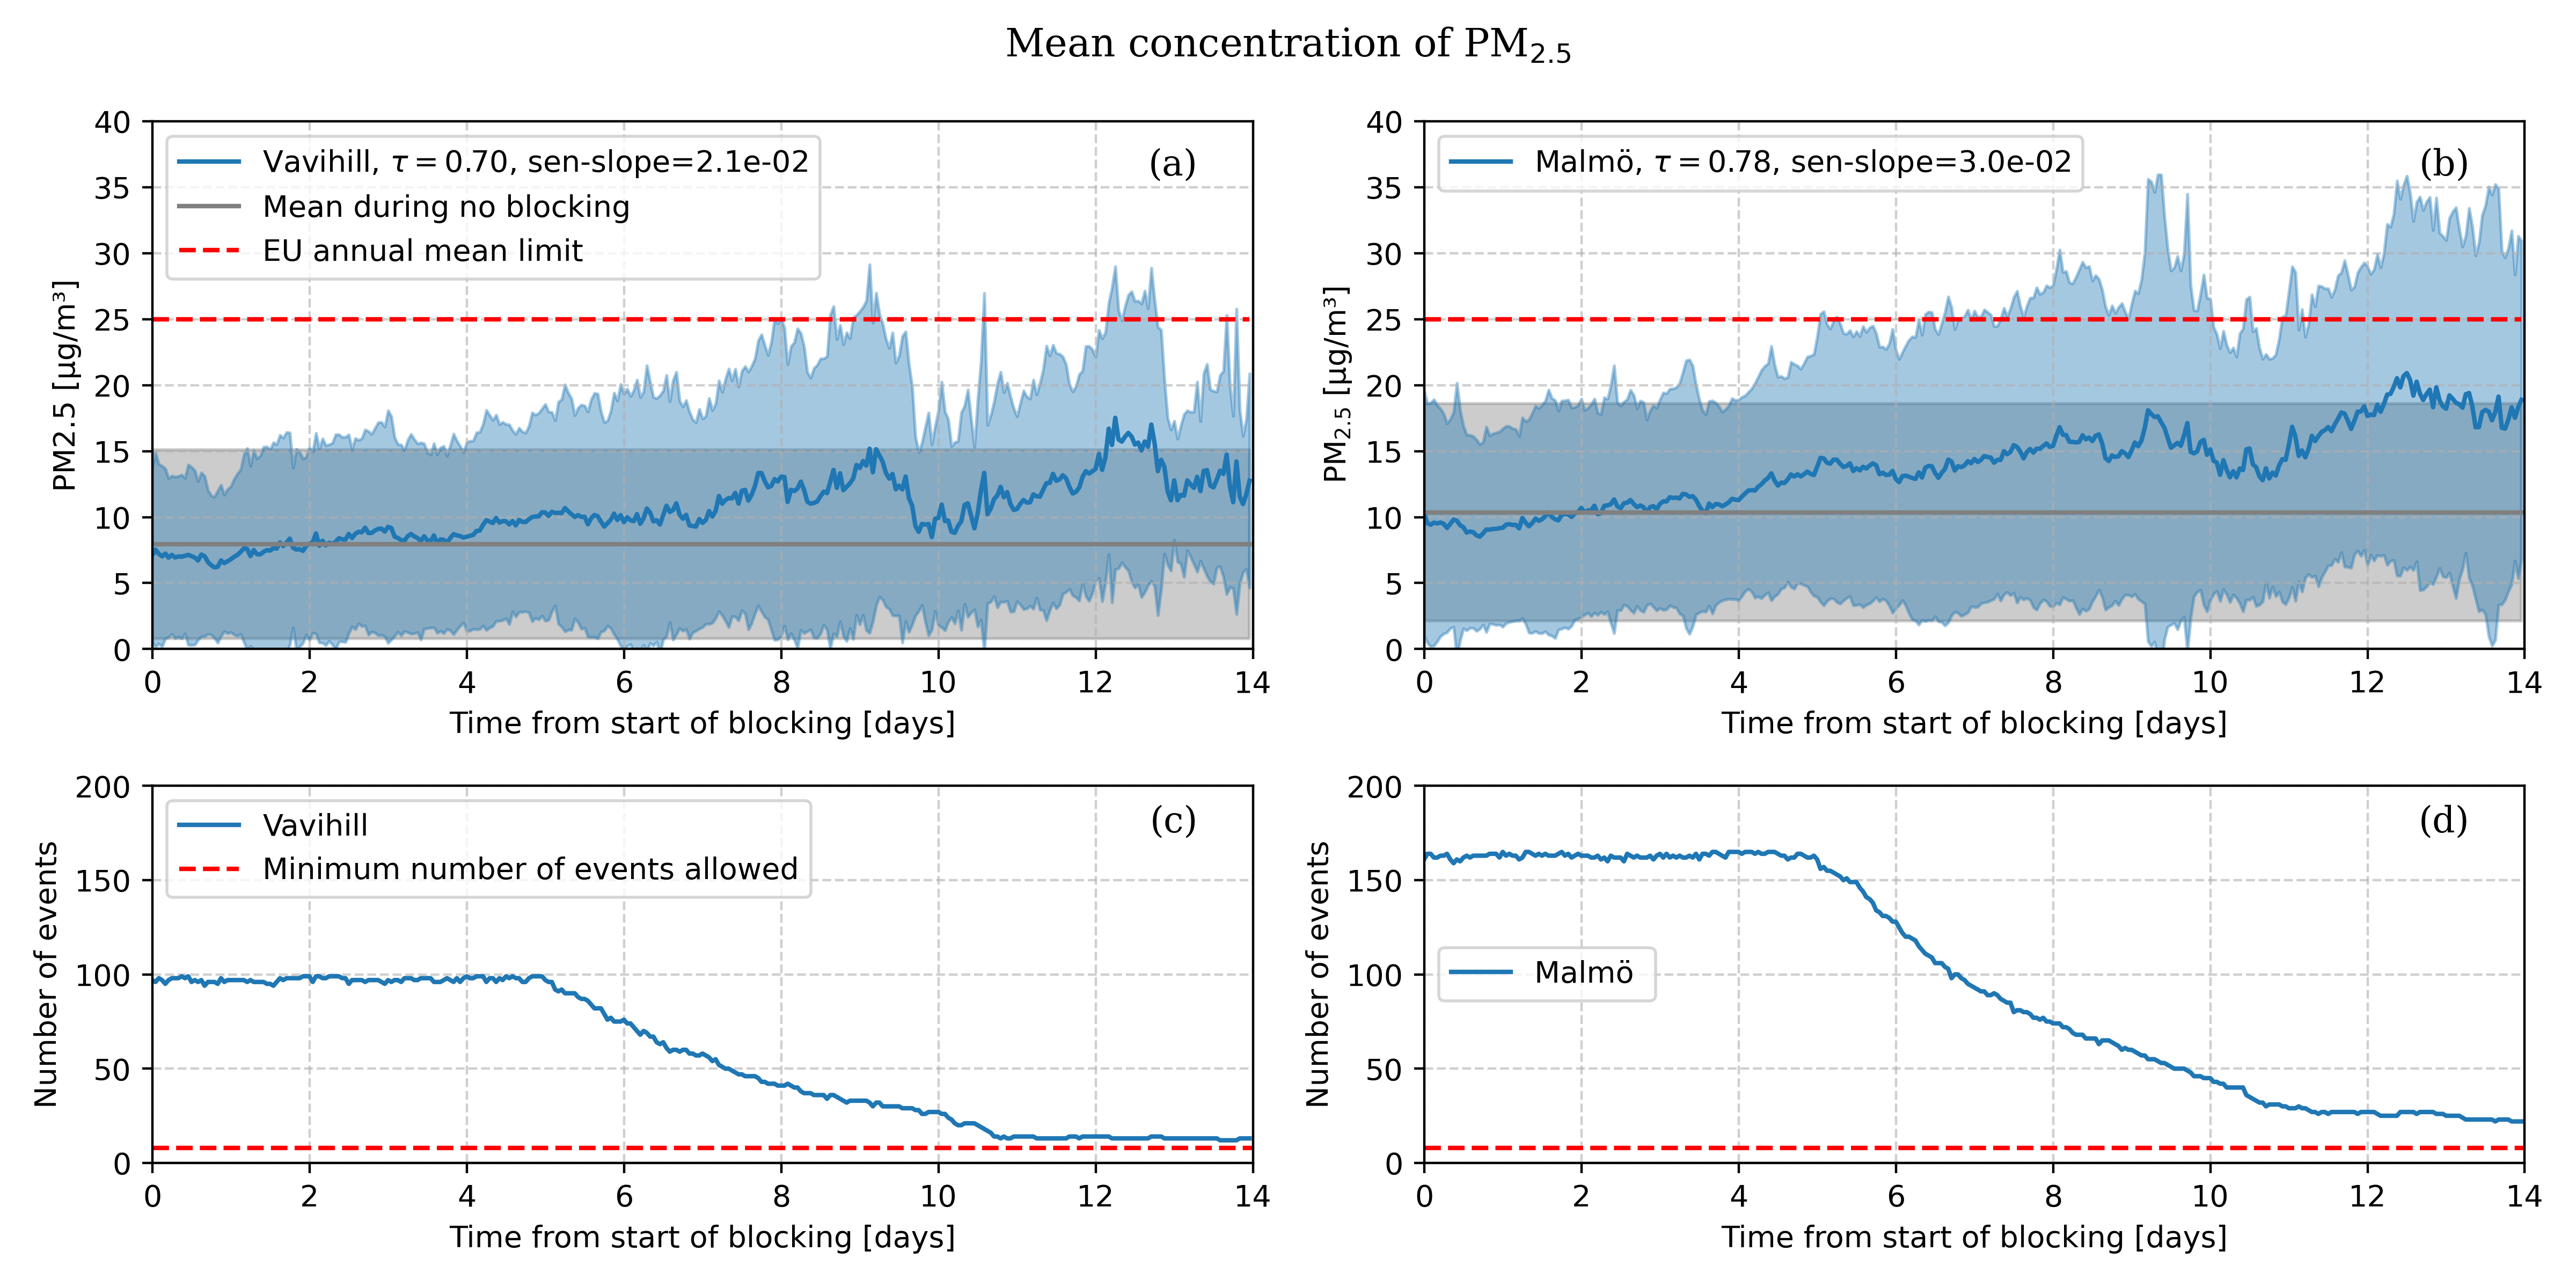 Mean concentration of PM₂.₅
40
35
30
25
20
15
10
5
0
PM2.5 [µg/m³]
Vavihill, τ = 0.70, sen-slope=2.1e-02
Mean during no blocking
EU annual mean limit
(a)
0 2 4 6 8 10 12 14
Time from start of blocking [days]
40
35
30
25
20
15
10
5
0
PM₂.₅ [µg/m³]
Malmö, τ = 0.78, sen-slope=3.0e-02
(b)
0 2 4 6 8 10 12 14
Time from start of blocking [days]
200
150
100
50
0
Number of events
Vavihill
Minimum number of events allowed
(c)
0 2 4 6 8 10 12 14
Time from start of blocking [days]
200
150
100
50
0
Number of events
Malmö
(d)
0 2 4 6 8 10 12 14
Time from start of blocking [days]